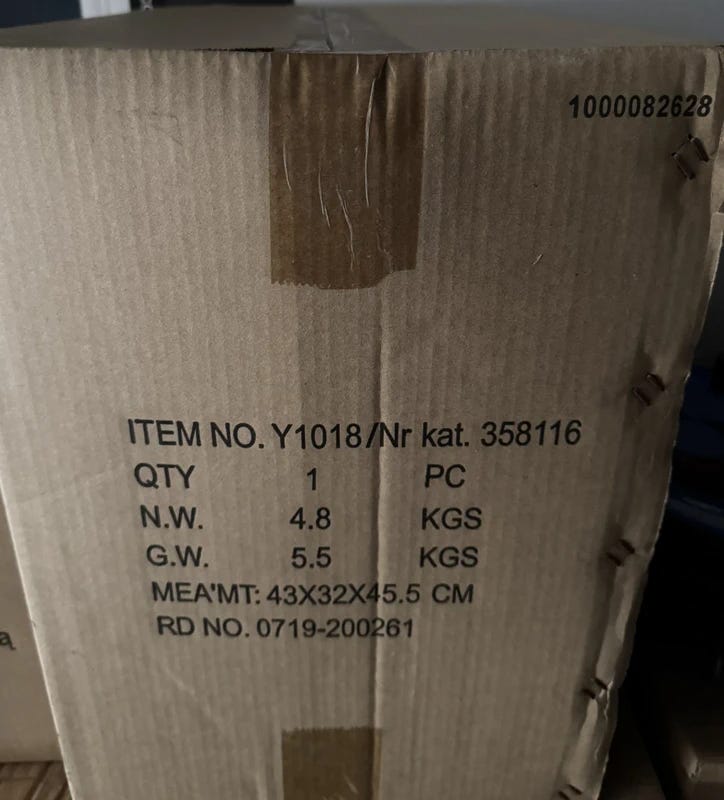 1000082628
ITEM NO. Y1018/Nr kat. 358116
QTY 1 PC
N.W. 4.8 KGS
G.W. 5.5 KGS
MEA'MT: 43X32X45.5 CM
RD NO. 0719-200261
ą